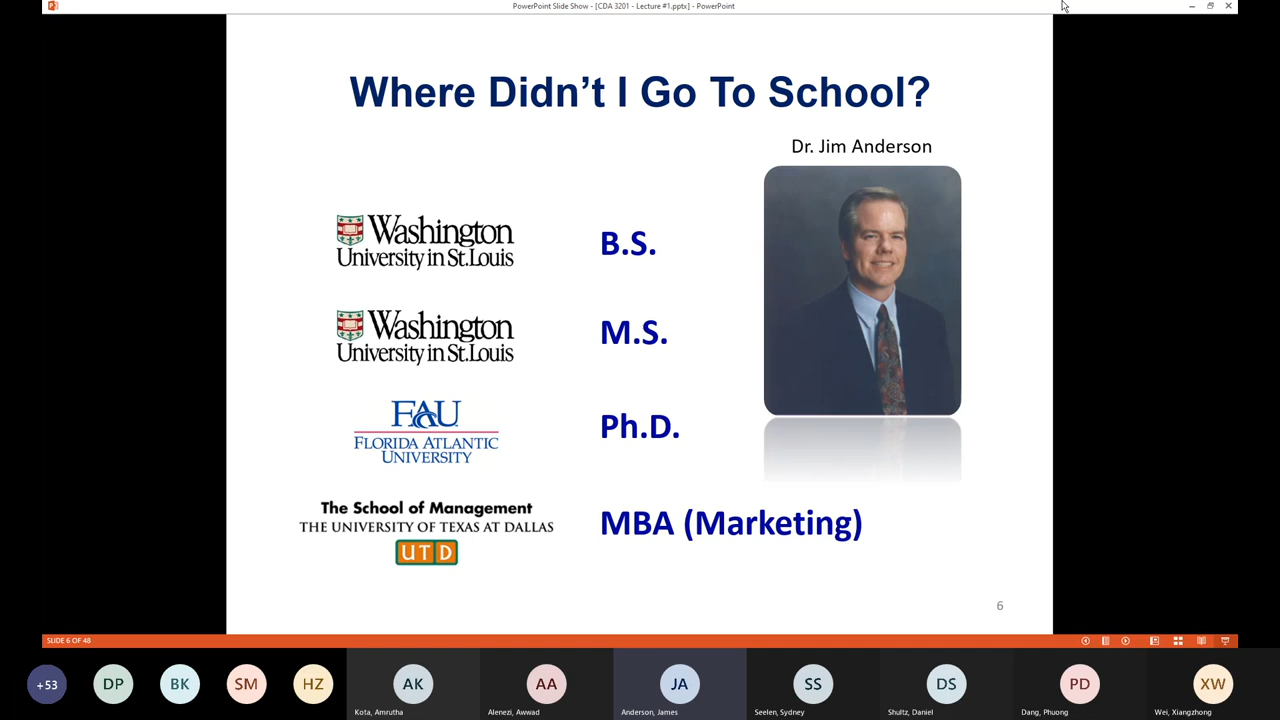 PowerPoint Slide Show - [CDA 3201 - Lecture #1.pptx] - PowerPoint
Where Didn't I Go To School?
Dr. Jim Anderson
Washington
University in St.Louis
B.S.
Washington
University in St.Louis
M.S.
FAU
FLORIDA ATLANTIC
UNIVERSITY
Ph.D.
The School of Management
THE UNIVERSITY OF TEXAS AT DALLAS
UTD
MBA (Marketing)
6
SLIDE 6 OF 48
+53
DP
BK
SM
HZ
AK
Kota, Amrutha
AA
Alenezi, Awwad
JA
Anderson, James
SS
Seelen, Sydney
DS
Shultz, Daniel
PD
Dang, Phuong
XW
Wei, Xiangzhong